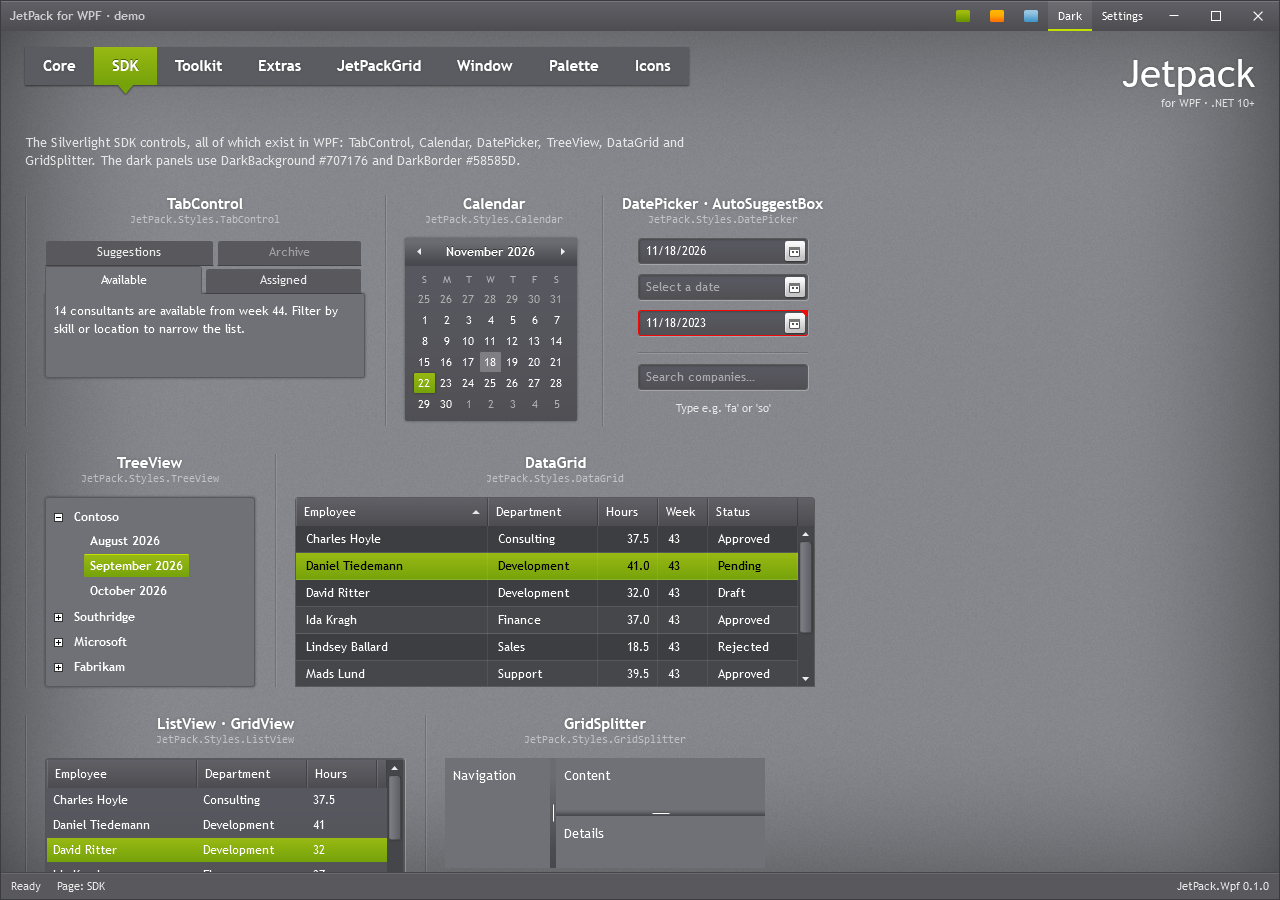 JetPack for WPF · demo
Dark
Settings
Core
SDK
Toolkit
Extras
JetPackGrid
Window
Palette
Icons
Jetpack
for WPF · .NET 10+
The Silverlight SDK controls, all of which exist in WPF: TabControl, Calendar, DatePicker, TreeView, DataGrid and
GridSplitter. The dark panels use DarkBackground #707176 and DarkBorder #58585D.
TabControl
JetPack.Styles.TabControl
Suggestions
Archive
Available
Assigned
14 consultants are available from week 44. Filter by
skill or location to narrow the list.
Calendar
JetPack.Styles.Calendar
November 2026
S M T W T F S
25 26 27 28 29 30 31
1 2 3 4 5 6 7
8 9 10 11 12 13 14
15 16 17 18 19 20 21
22 23 24 25 26 27 28
29 30 1 2 3 4 5
DatePicker · AutoSuggestBox
JetPack.Styles.DatePicker
11/18/2026
Select a date
11/18/2023
Search companies...
Type e.g. 'fa' or 'so'
TreeView
JetPack.Styles.TreeView
Contoso
August 2026
September 2026
October 2026
Southridge
Microsoft
Fabrikam
DataGrid
JetPack.Styles.DataGrid
Employee Department Hours Week Status
Charles Hoyle Consulting 37.5 43 Approved
Daniel Tiedemann Development 41.0 43 Pending
David Ritter Development 32.0 43 Draft
Ida Kragh Finance 37.0 43 Approved
Lindsey Ballard Sales 18.5 43 Rejected
Mads Lund Support 39.5 43 Approved
ListView · GridView
JetPack.Styles.ListView
Employee Department Hours
Charles Hoyle Consulting 37.5
Daniel Tiedemann Development 41
David Ritter Development 32
GridSplitter
JetPack.Styles.GridSplitter
Navigation
Content
Details
Ready
Page: SDK
JetPack.Wpf 0.1.0